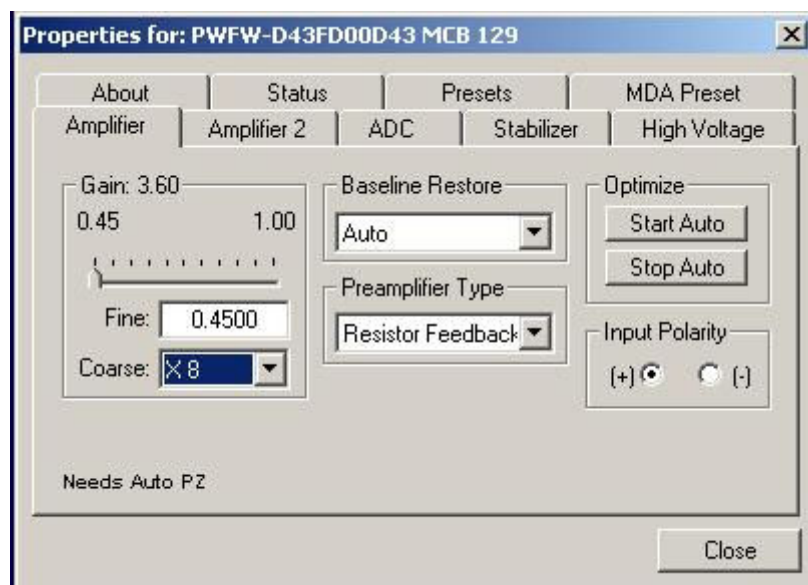 Properties for: PWFW-D43FD00D43 MCB 129
About Status Presets MDA Preset
Amplifier Amplifier 2 ADC Stabilizer High Voltage
Gain: 3.60
0.45 1.00
Fine: 0.4500
Coarse: X 8
Baseline Restore
Auto
Preamplifier Type
Resistor Feedback
Optimize
Start Auto
Stop Auto
Input Polarity
(+) (-)
Needs Auto PZ
Close